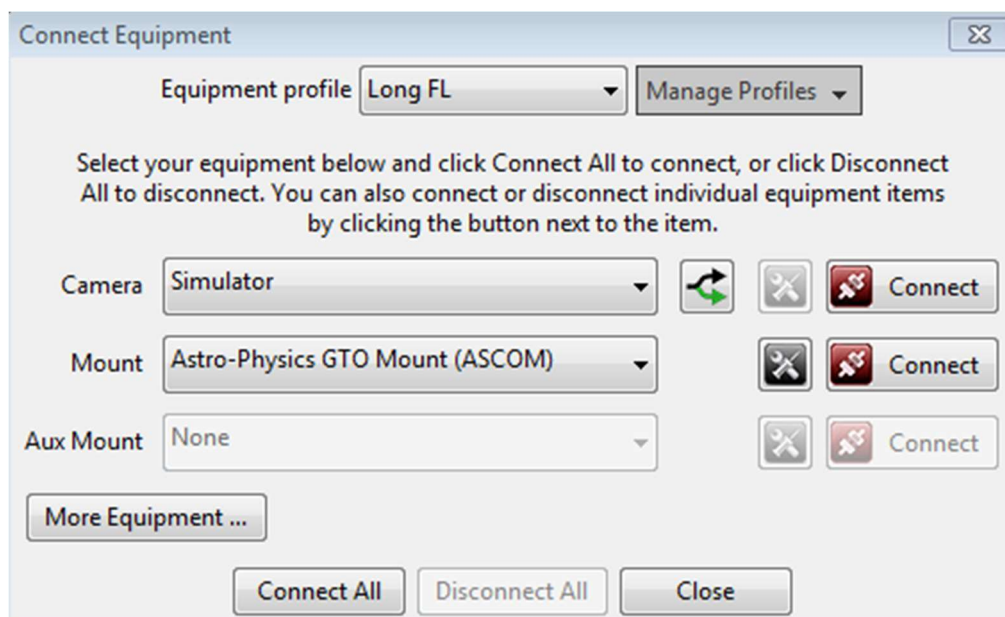 Connect Equipment
Equipment profile Long FL Manage Profiles
Select your equipment below and click Connect All to connect, or click Disconnect
All to disconnect. You can also connect or disconnect individual equipment items
by clicking the button next to the item.
Camera Simulator Connect
Mount Astro-Physics GTO Mount (ASCOM) Connect
Aux Mount None Connect
More Equipment ...
Connect All Disconnect All Close